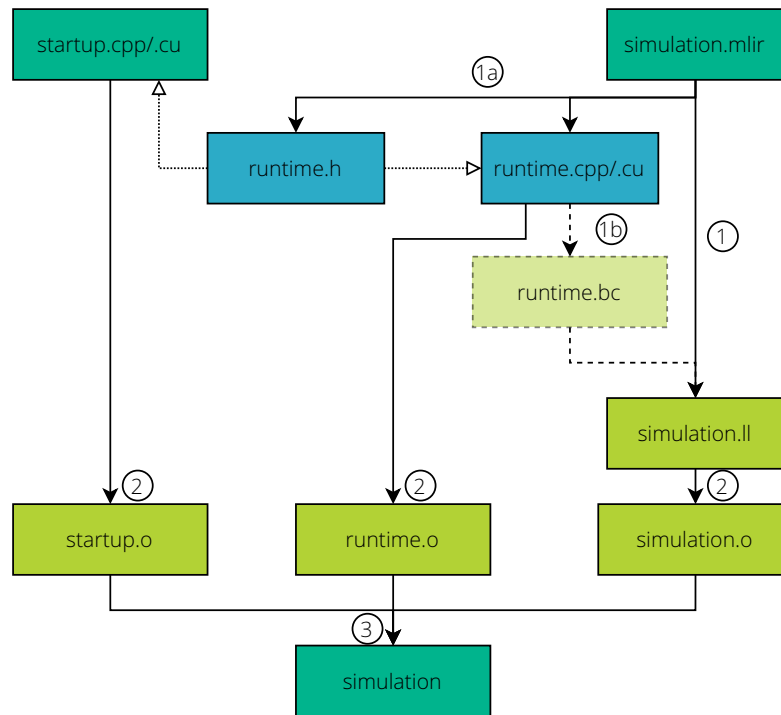 startup.cpp/.cu
simulation.mlir
1a
runtime.h
runtime.cpp/.cu
1b
1
runtime.bc
simulation.ll
2
2
2
startup.o
runtime.o
simulation.o
3
simulation